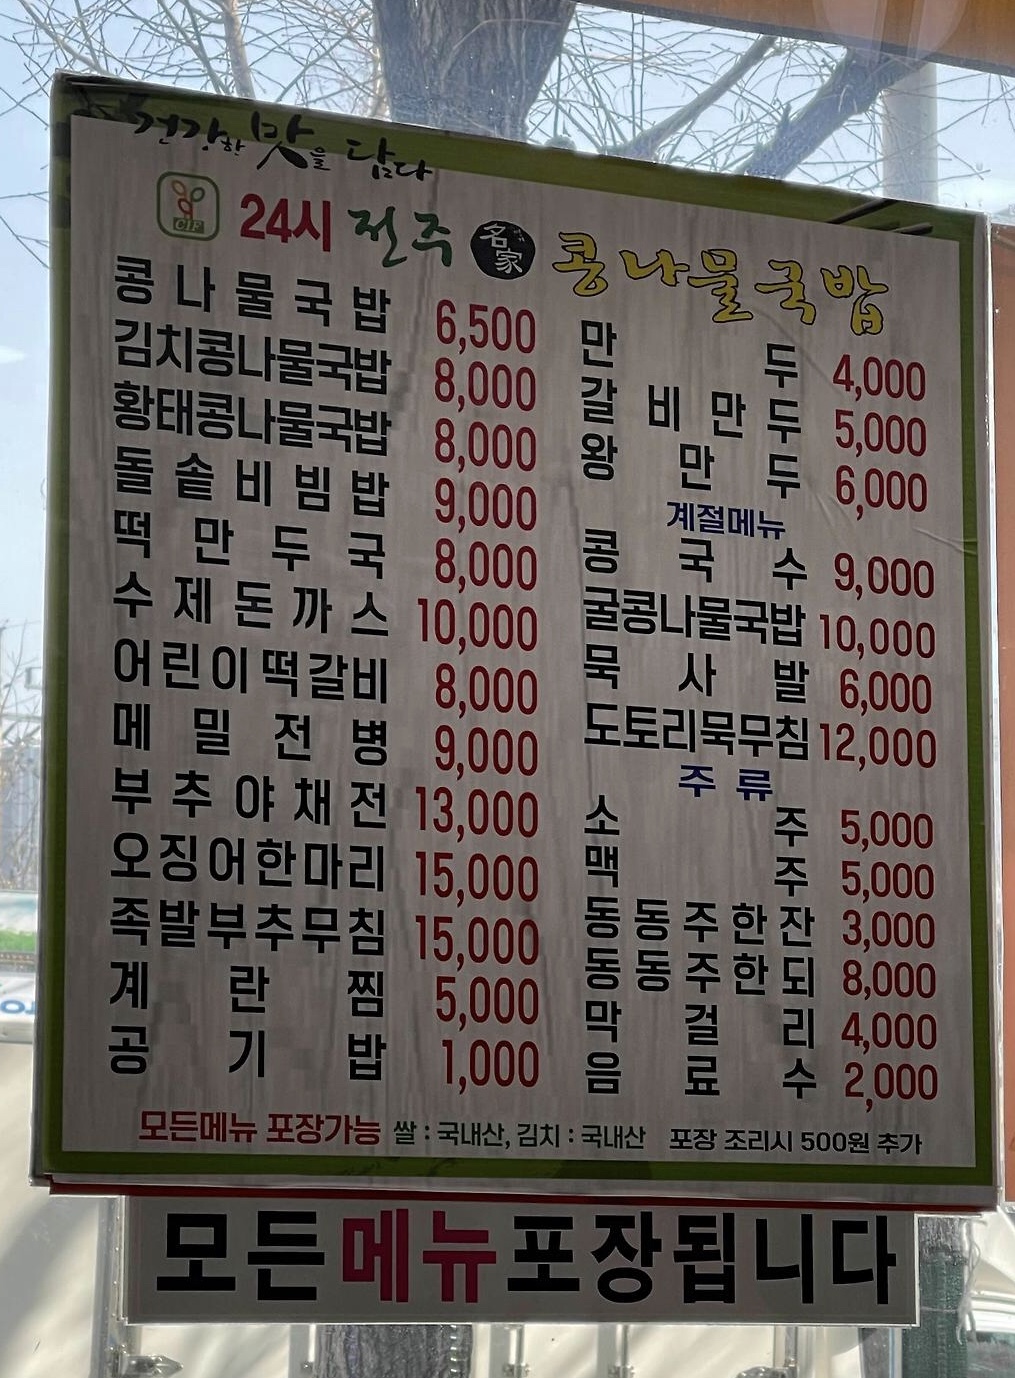 건강한 맛을 담다
24시 전주 名家 콩나물국밥
콩나물국밥 6,500
김치콩나물국밥 8,000
황태콩나물국밥 8,000
돌솥비빔밥 9,000
떡만두국 8,000
수제돈까스 10,000
어린이떡갈비 8,000
메밀전병 9,000
부추야채전 13,000
오징어한마리 15,000
족발부추무침 15,000
계란찜 5,000
공기밥 1,000
만두 4,000
갈비만두 5,000
왕만두 6,000
계절메뉴
콩국수 9,000
굴콩나물국밥 10,000
묵사발 6,000
도토리묵무침 12,000
주류
소주 5,000
맥주 5,000
동동주한잔 3,000
동동주한되 8,000
막걸리 4,000
음료수 2,000
모든메뉴 포장가능 쌀 : 국내산, 김치 : 국내산 포장 조리시 500원 추가
모든메뉴포장됩니다